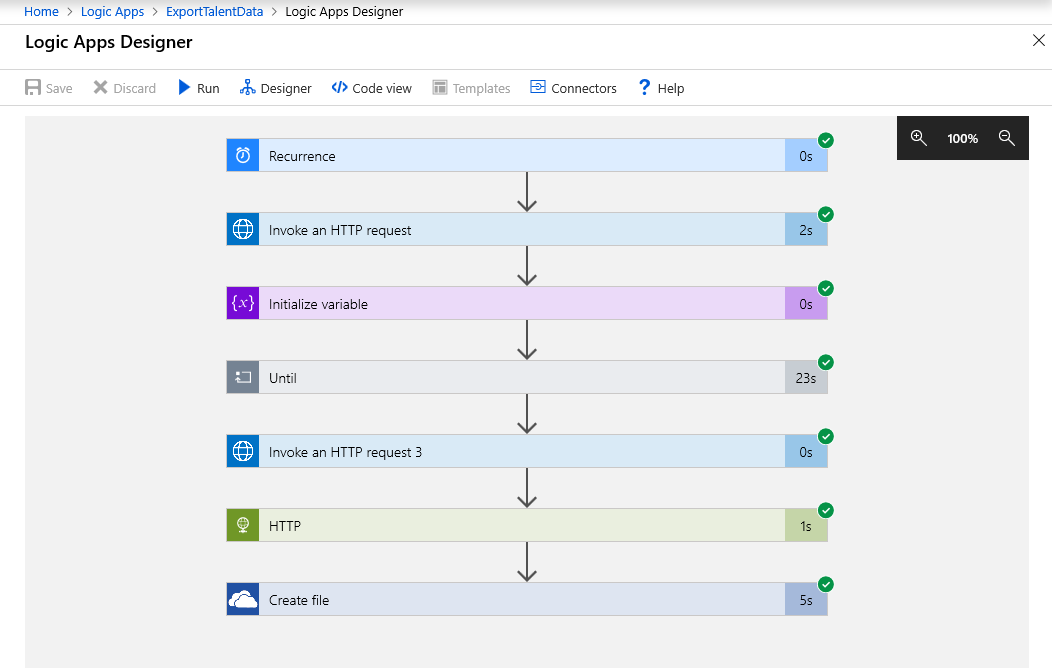 Home > Logic Apps > ExportTalentData > Logic Apps Designer
Logic Apps Designer
Save Discard Run Designer Code view Templates Connectors ? Help
100%
Recurrence 0s
Invoke an HTTP request 2s
{x} Initialize variable 0s
Until 23s
Invoke an HTTP request 3 0s
HTTP 1s
Create file 5s